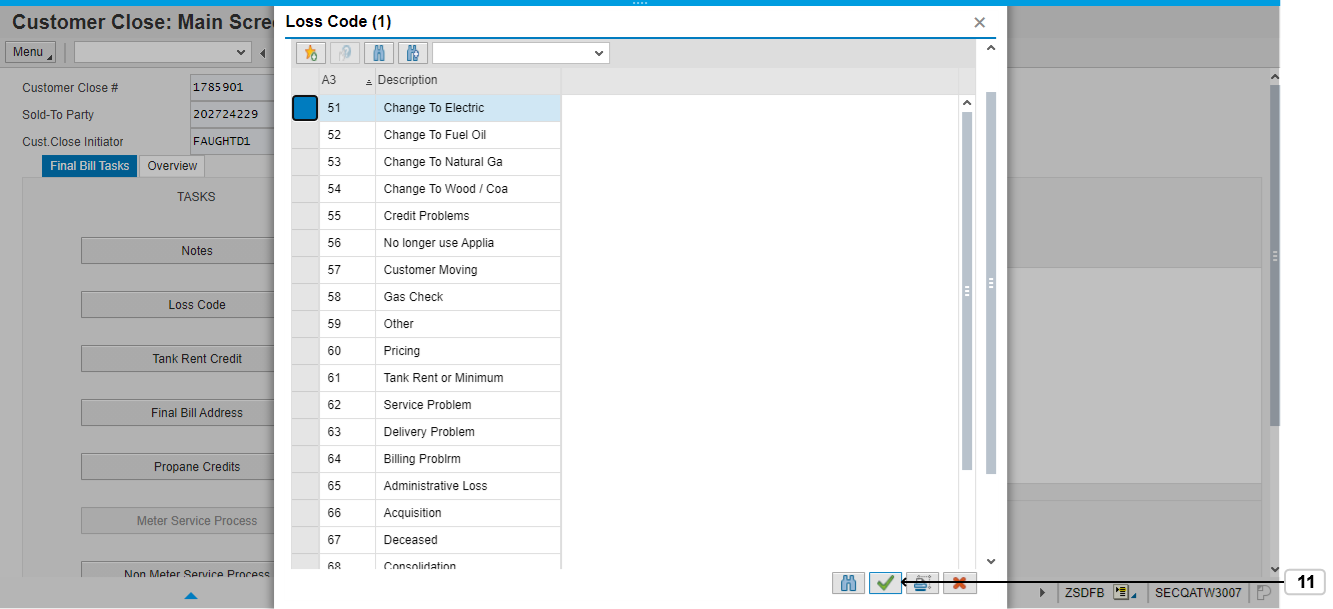 Customer Close: Main Scre
Menu
Customer Close # 1785901
Sold-To Party 202724229
Cust.Close Initiator FAUGHTD1
Final Bill Tasks Overview
TASKS
Notes
Loss Code
Tank Rent Credit
Final Bill Address
Propane Credits
Meter Service Process
Non Meter Service Process
Loss Code (1)
A3 Description
51 Change To Electric
52 Change To Fuel Oil
53 Change To Natural Ga
54 Change To Wood / Coa
55 Credit Problems
56 No longer use Applia
57 Customer Moving
58 Gas Check
59 Other
60 Pricing
61 Tank Rent or Minimum
62 Service Problem
63 Delivery Problem
64 Billing Problrm
65 Administrative Loss
66 Acquisition
67 Deceased
68 Consolidation
11
ZSDFB SECQATW3007